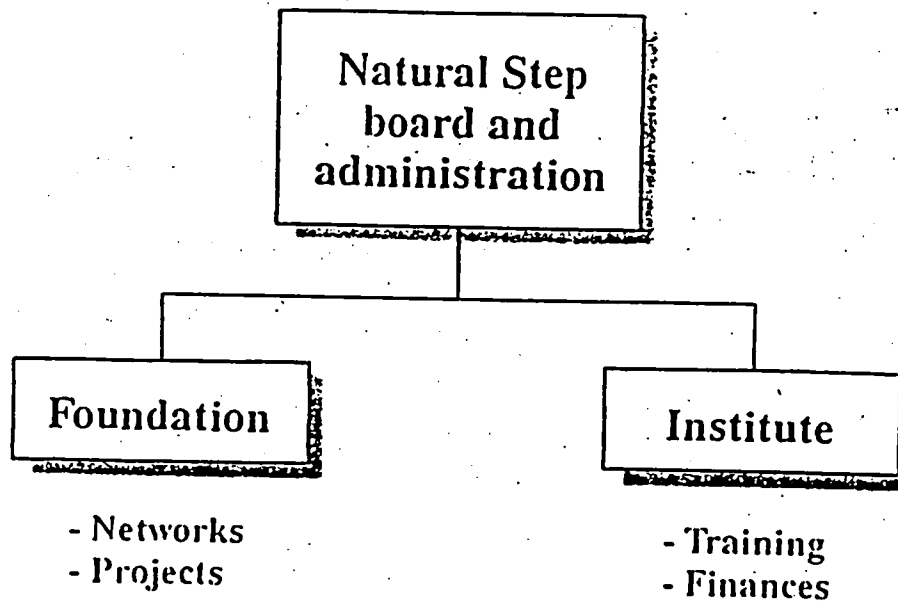 Natural Step
board and
administration
Foundation
Institute
- Networks
- Projects
- Training
- Finances